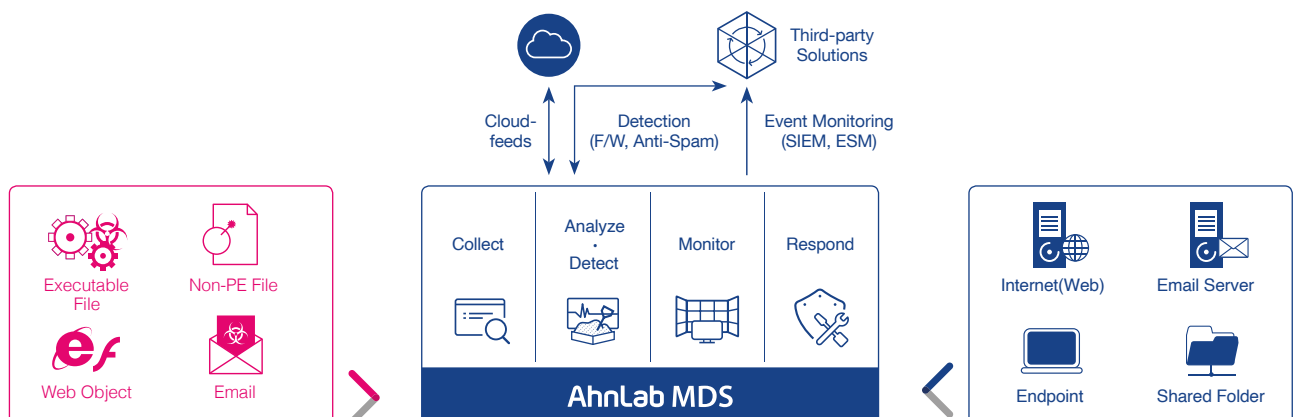 Third-party
Solutions
Cloud-
feeds
Detection
(F/W, Anti-Spam)
Event Monitoring
(SIEM, ESM)
Executable
File
Non-PE File
Web Object
Email
Collect
Analyze
·
Detect
Monitor
Respond
AhnLab MDS
Internet(Web)
Email Server
Endpoint
Shared Folder